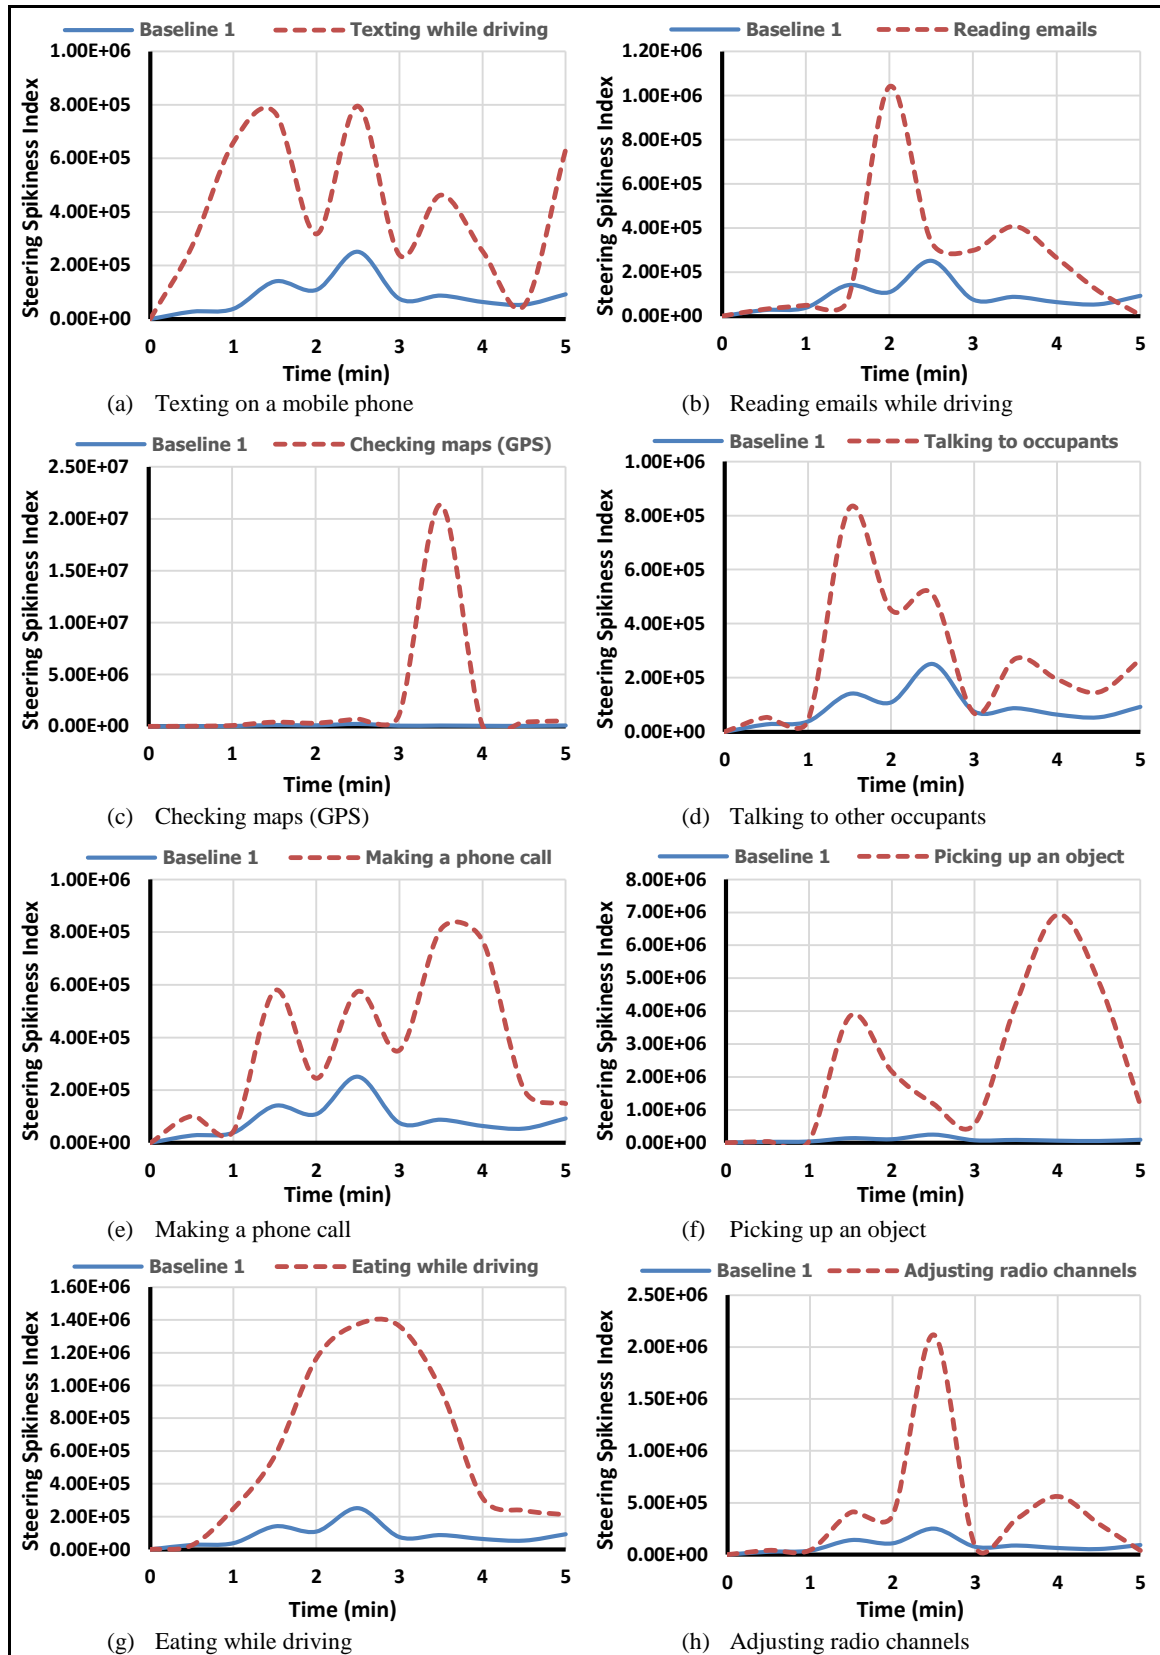 Baseline 1 Texting while driving
Steering Spikiness Index
1.00E+06
8.00E+05
6.00E+05
4.00E+05
2.00E+05
0.00E+00
0 1 2 3 4 5
Time (min)
(a) Texting on a mobile phone
Baseline 1 Reading emails
Steering Spikiness Index
1.20E+06
1.00E+06
8.00E+05
6.00E+05
4.00E+05
2.00E+05
0.00E+00
0 1 2 3 4 5
Time (min)
(b) Reading emails while driving
Baseline 1 Checking maps (GPS)
Steering Spikiness Index
2.50E+07
2.00E+07
1.50E+07
1.00E+07
5.00E+06
0.00E+00
0 1 2 3 4 5
Time (min)
(c) Checking maps (GPS)
Baseline 1 Talking to occupants
Steering Spikiness Index
1.00E+06
8.00E+05
6.00E+05
4.00E+05
2.00E+05
0.00E+00
0 1 2 3 4 5
Time (min)
(d) Talking to other occupants
Baseline 1 Making a phone call
Steering Spikiness Index
1.00E+06
8.00E+05
6.00E+05
4.00E+05
2.00E+05
0.00E+00
0 1 2 3 4 5
Time (min)
(e) Making a phone call
Baseline 1 Picking up an object
Steering Spikiness Index
8.00E+06
7.00E+06
6.00E+06
5.00E+06
4.00E+06
3.00E+06
2.00E+06
1.00E+06
0.00E+00
0 1 2 3 4 5
Time (min)
(f) Picking up an object
Baseline 1 Eating while driving
Steering Spikiness Index
1.60E+06
1.40E+06
1.20E+06
1.00E+06
8.00E+05
6.00E+05
4.00E+05
2.00E+05
0.00E+00
0 1 2 3 4 5
Time (min)
(g) Eating while driving
Baseline 1 Adjusting radio channels
Steering Spikiness Index
2.50E+06
2.00E+06
1.50E+06
1.00E+06
5.00E+05
0.00E+00
0 1 2 3 4 5
Time (min)
(h) Adjusting radio channels